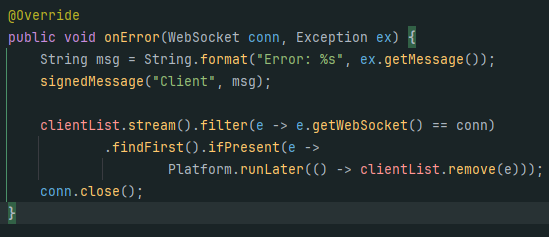 @Override
public void onError(WebSocket conn, Exception ex) {
String msg = String.format("Error: %s", ex.getMessage());
signedMessage("Client", msg);
clientList.stream().filter(e -> e.getWebSocket() == conn)
.findFirst().ifPresent(e ->
Platform.runLater(() -> clientList.remove(e)));
conn.close();
}